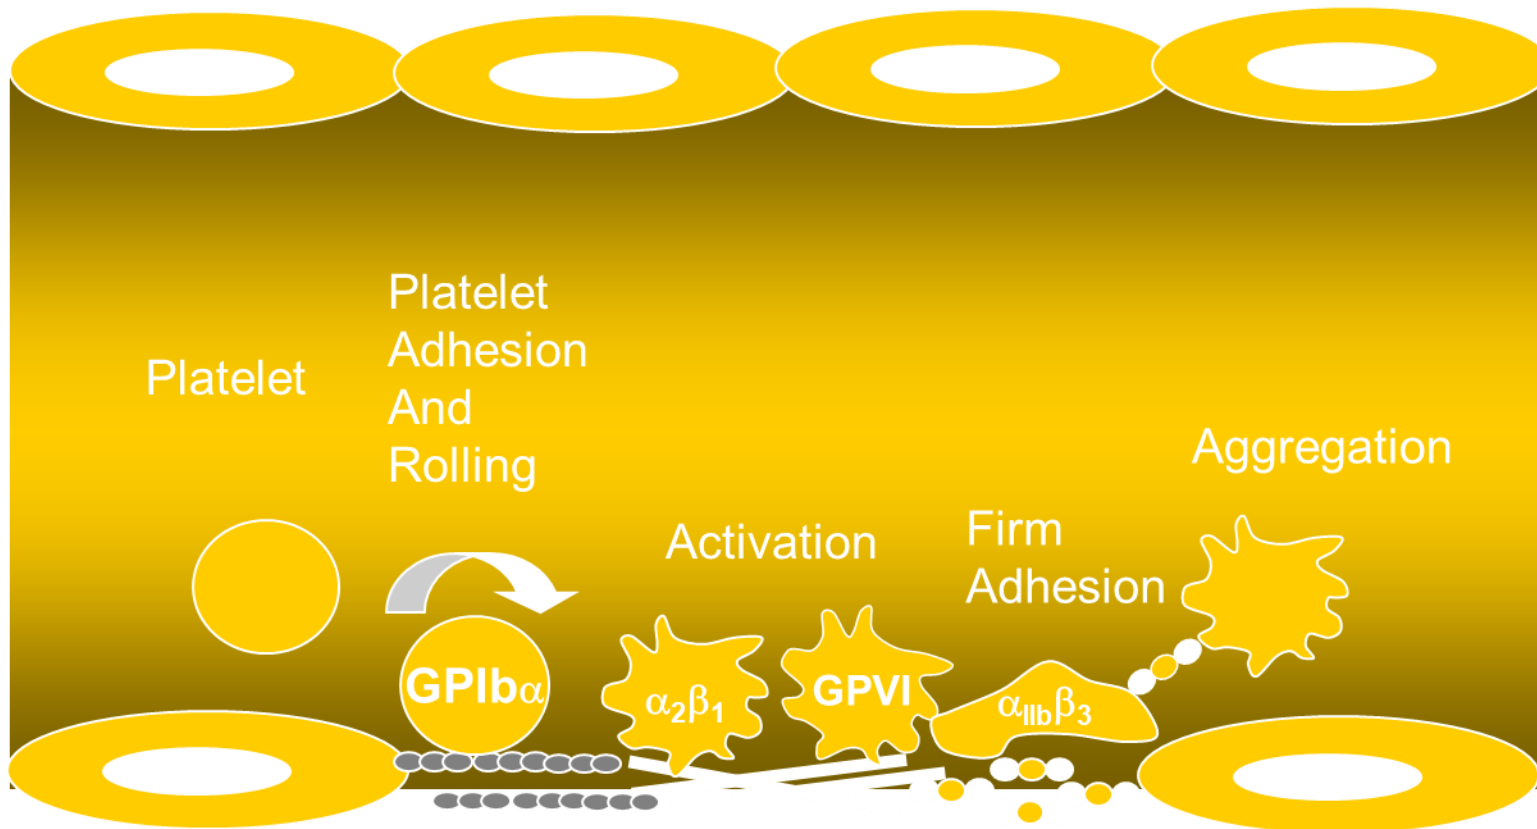 Platelet
Platelet
Adhesion
And
Rolling
Activation
Firm
Adhesion
Aggregation
GPIbα
α2β1
GPVI
αIIbβ3